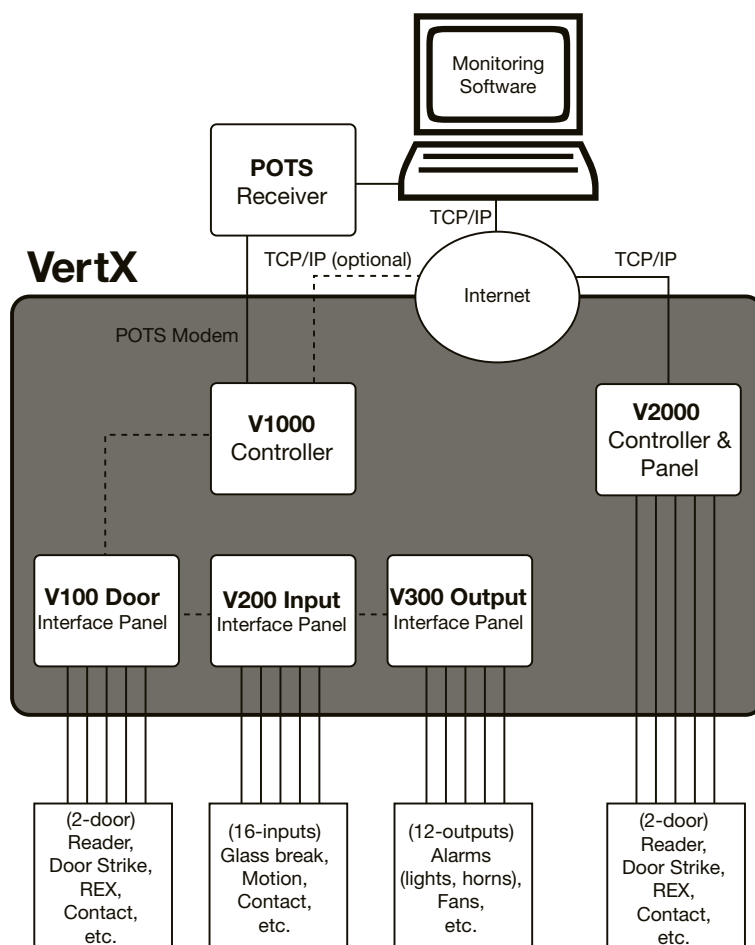 Monitoring
Software
POTS
Receiver
TCP/IP
VertX
TCP/IP (optional)
TCP/IP
Internet
POTS Modem
V1000
Controller
V2000
Controller &
Panel
V100 Door
Interface Panel
V200 Input
Interface Panel
V300 Output
Interface Panel
(2-door)
Reader,
Door Strike,
REX,
Contact,
etc.
(16-inputs)
Glass break,
Motion,
Contact,
etc.
(12-outputs)
Alarms
(lights, horns),
Fans,
etc.
(2-door)
Reader,
Door Strike,
REX,
Contact,
etc.